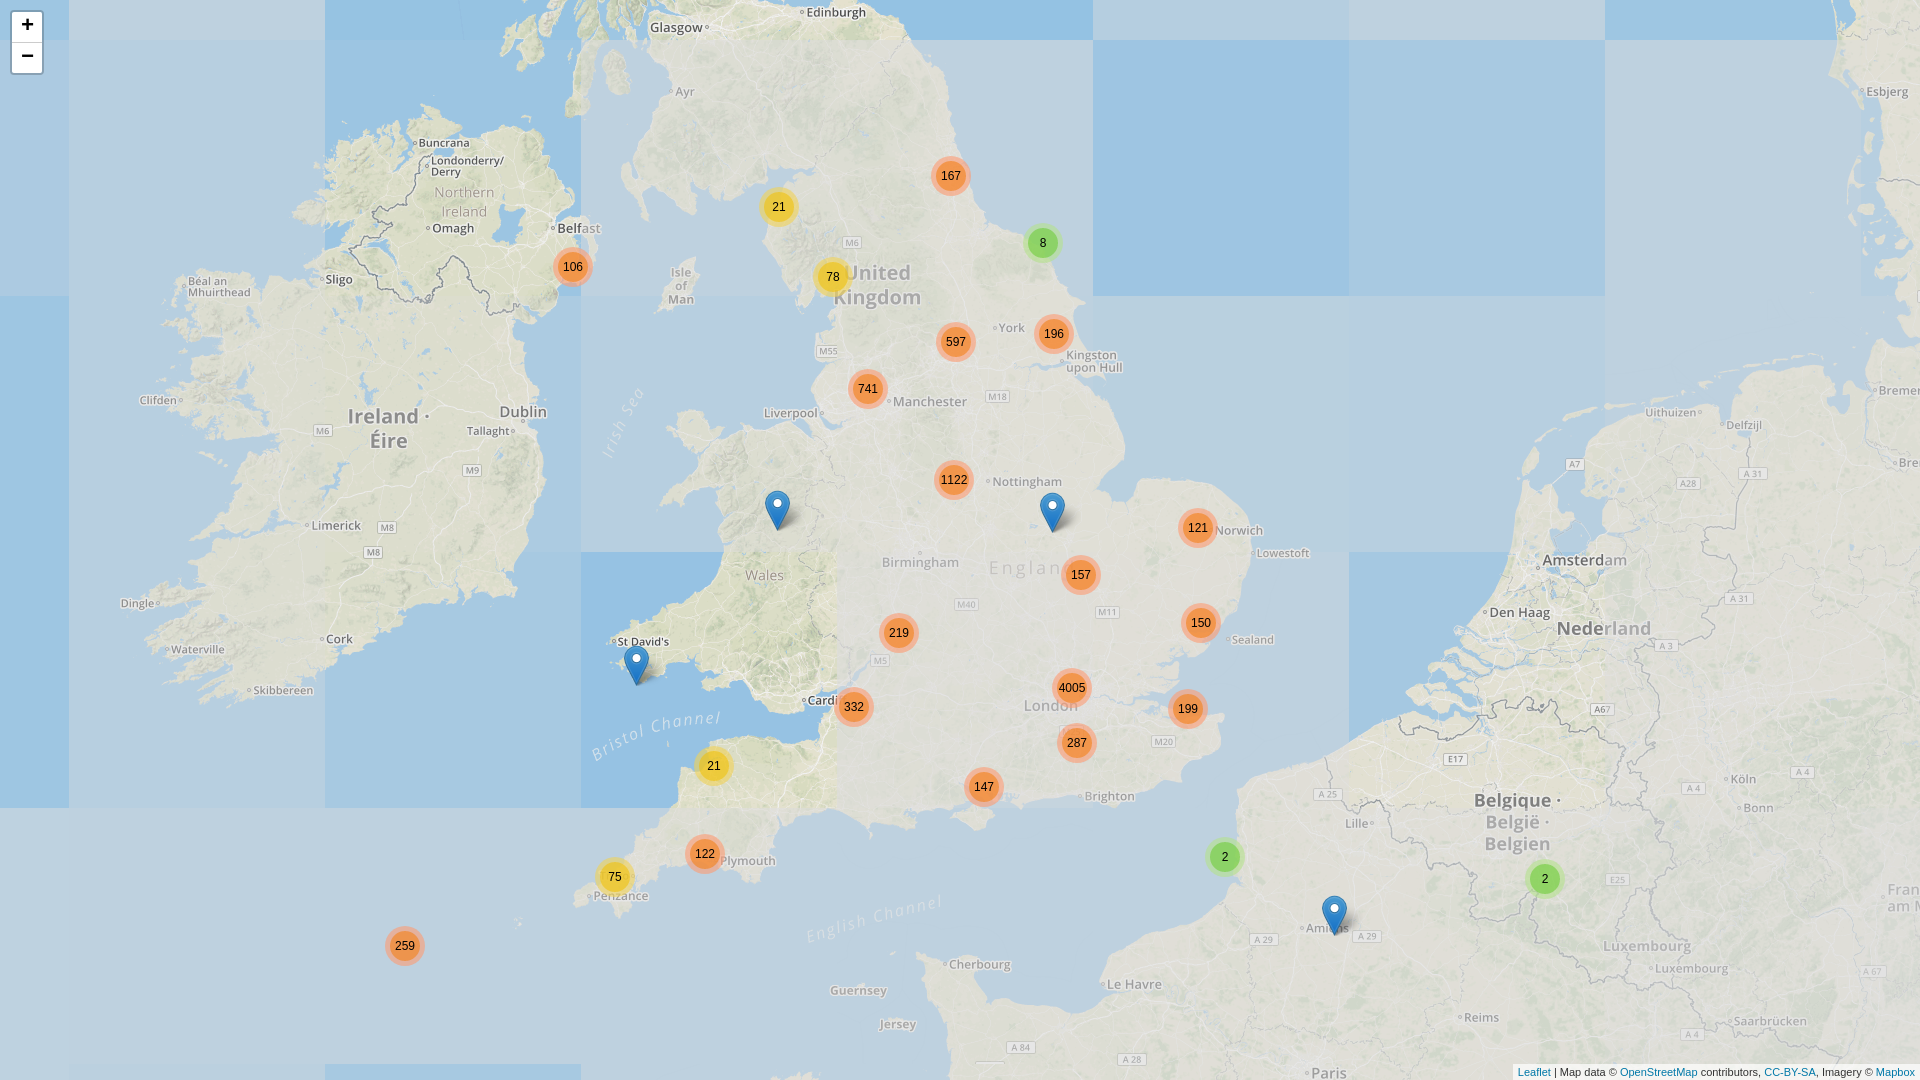 +
−
Edinburgh
Glasgow
Ayr
Esbjerg
Buncrana
Londonderry/
Derry
Northern
Ireland
Omagh
Belfast
167
21
8
M6
106
78
United
Kingdom
Isle
of
Man
Sligo
Béal an
Mhuirthead
York
196
597
M55
Kingston
upon Hull
741
Manchester
M18
Liverpool
Clifden
Ireland ·
Éire
Dublin
Tallaght
M6
M9
Irish Sea
Uithuizen
Delfzijl
A7
A 31
A28
1122
Nottingham
Limerick
M8
M8
121
Norwich
Lowestoft
Birmingham
Wales
157
Amsterdam
Dingle
M40
M11
Den Haag
A 31
Nederland
219
150
Sealand
A 3
Cork
Waterville
St David's
M5
Skibbereen
4005
London
Cardi
332
199
A67
Bristol Channel
287
M20
E17
21
147
Brighton
A 25
Lille
Köln
A 4
A 4
Bonn
Belgique ·
België ·
Belgien
122
Plymouth
2
75
Penzance
2
E25
English Channel
259
A 29
A 29
Luxembourg
Luxembourg
A 67
Cherbourg
Le Havre
Guernsey
Jersey
Reims
Saarbrücken
A 4
A 4
A 84
A 28
Paris
Leaflet | Map data © OpenStreetMap contributors, CC-BY-SA, Imagery © Mapbox